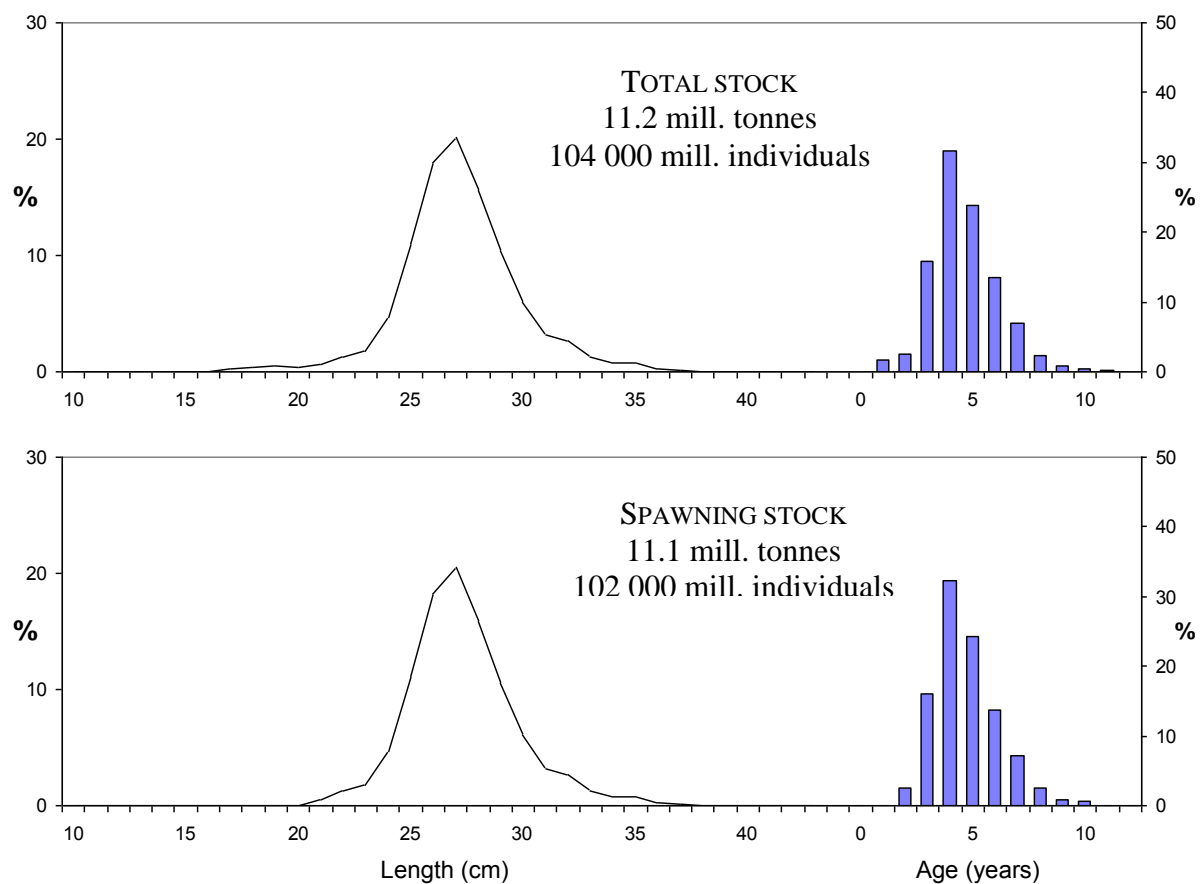 30
50
TOTAL STOCK
11.2 mill. tonnes
104 000 mill. individuals
40
20
30
%
%
20
10
10
0
0
10 15 20 25 30 35 40 0 5 10
30
50
SPAWNING STOCK
11.1 mill. tonnes
102 000 mill. individuals
40
20
30
%
%
20
10
10
0
0
10 15 20 25 30 35 40 0 5 10
Length (cm) Age (years)